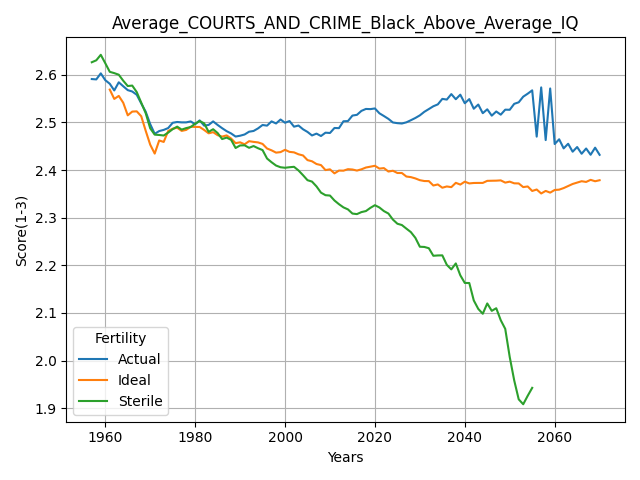 Average_COURTS_AND_CRIME_Black_Above_Average_IQ
Score(1-3)
2.6
2.5
2.4
2.3
2.2
2.1
2.0
1.9
Fertility
Actual
Ideal
Sterile
1960 1980 2000 2020 2040 2060
Years